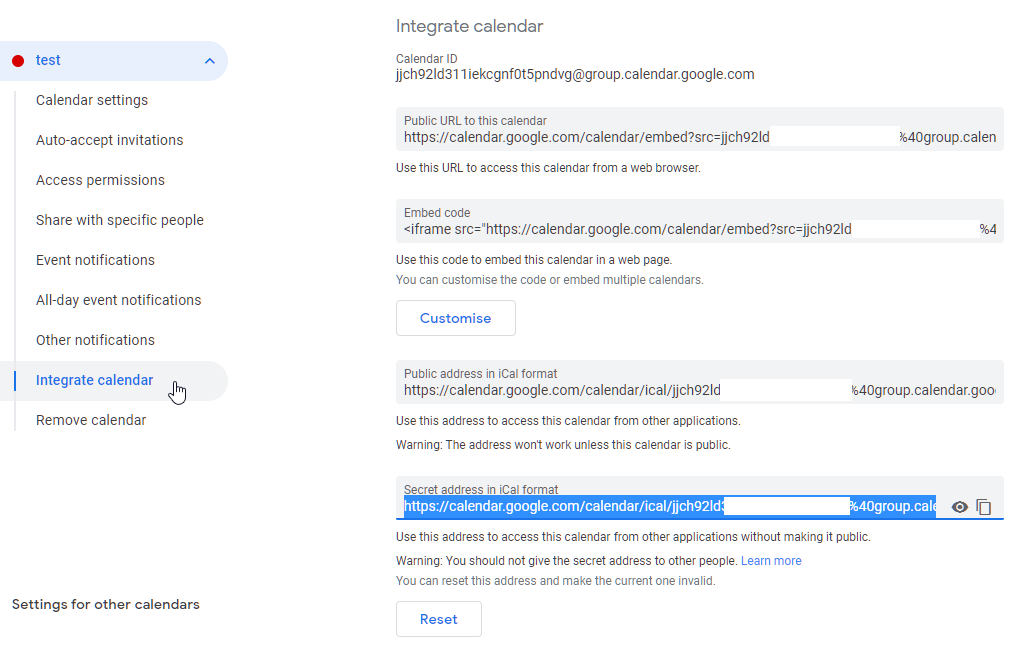 test
Calendar settings
Auto-accept invitations
Access permissions
Share with specific people
Event notifications
All-day event notifications
Other notifications
Integrate calendar
Remove calendar
Settings for other calendars
Integrate calendar
Calendar ID
jjch92ld311iekcgnf0t5pndvg@group.calendar.google.com
Public URL to this calendar
https://calendar.google.com/calendar/embed?src=jjch92ld %40group.calen
Use this URL to access this calendar from a web browser.
Embed code
<iframe src="https://calendar.google.com/calendar/embed?src=jjch92ld %4
Use this code to embed this calendar in a web page.
You can customise the code or embed multiple calendars.
Customise
Public address in iCal format
https://calendar.google.com/calendar/ical/jjch92ld %40group.calendar.goo
Use this address to access this calendar from other applications.
Warning: The address won't work unless this calendar is public.
Secret address in iCal format
https://calendar.google.com/calendar/ical/jjch92ld3 %40group.cale
Use this address to access this calendar from other applications without making it public.
Warning: You should not give the secret address to other people. Learn more
You can reset this address and make the current one invalid.
Reset